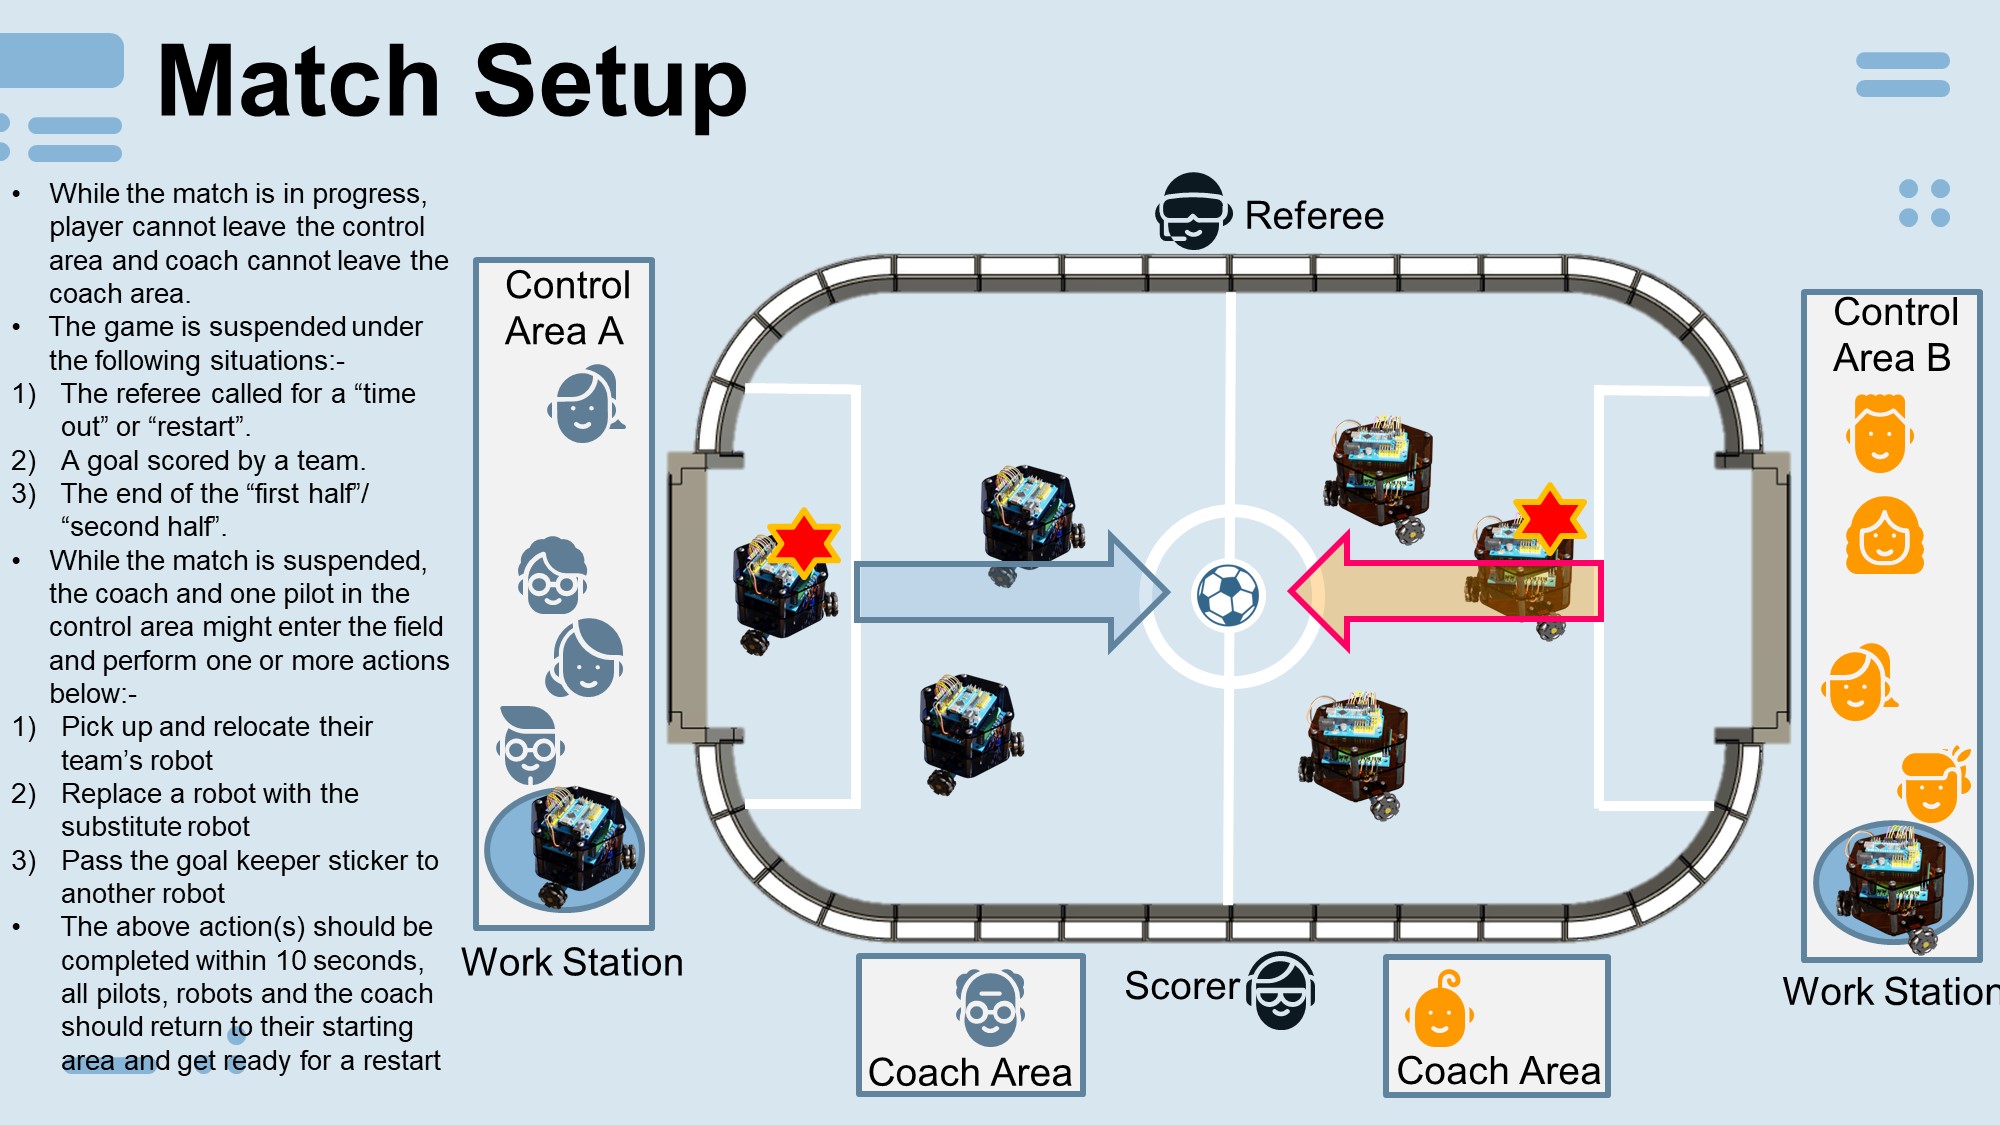 Match Setup
• While the match is in progress,
player cannot leave the control
area and coach cannot leave the
coach area.
• The game is suspended under
the following situations:-
1) The referee called for a “time
out” or “restart”.
2) A goal scored by a team.
3) The end of the “first half”/
“second half”.
• While the match is suspended,
the coach and one pilot in the
control area might enter the field
and perform one or more actions
below:-
1) Pick up and relocate their
team’s robot
2) Replace a robot with the
substitute robot
3) Pass the goal keeper sticker to
another robot
• The above action(s) should be
completed within 10 seconds,
all pilots, robots and the coach
should return to their starting
area and get ready for a restart
Referee
Control
Area A
Control
Area B
Work Station
Scorer
Work Station
Coach Area
Coach Area